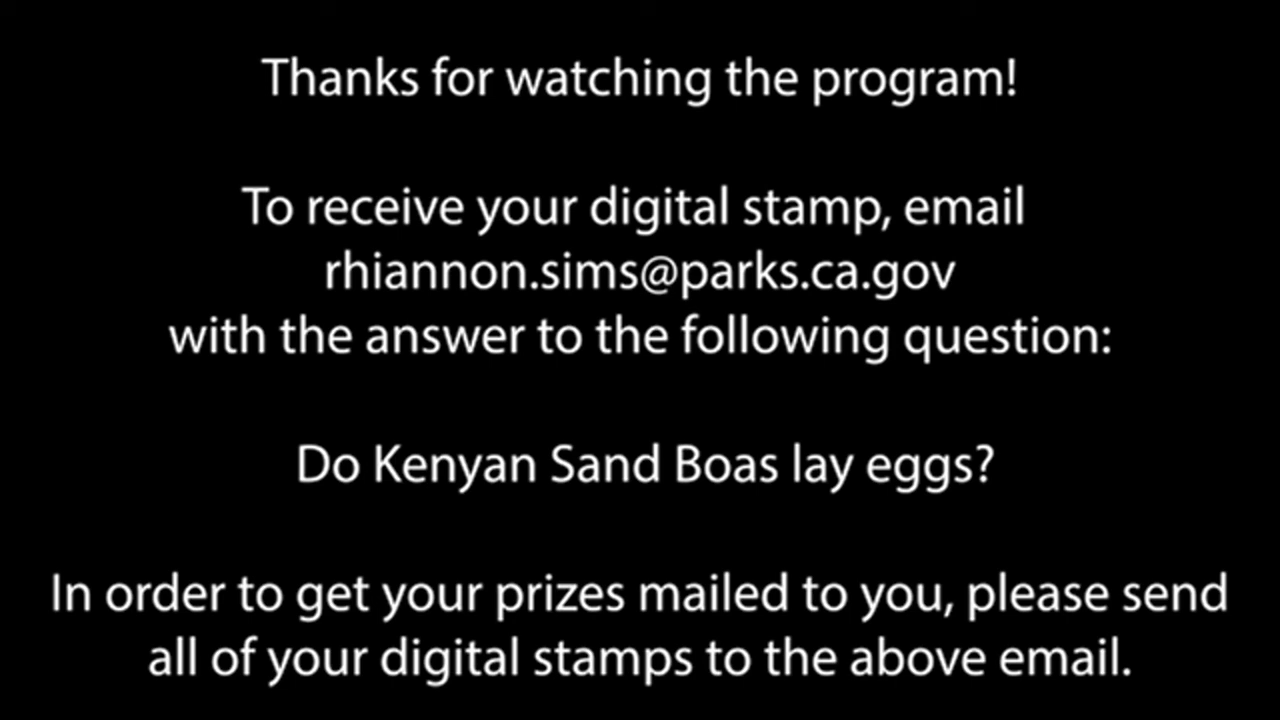 Thanks for watching the program!
To receive your digital stamp, email
rhiannon.sims@parks.ca.gov
with the answer to the following question:
Do Kenyan Sand Boas lay eggs?
In order to get your prizes mailed to you, please send
all of your digital stamps to the above email.